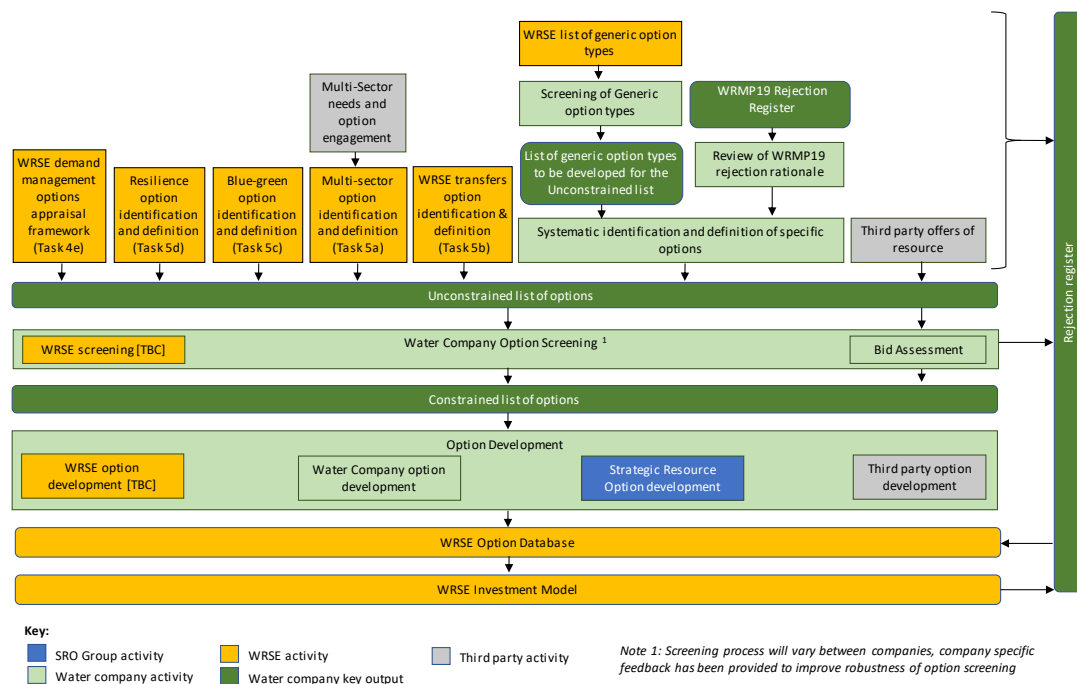 WRSE list of generic option
types
Multi-Sector
needs and
option
engagement
Screening of Generic
option types
WRMP19 Rejection
Register
WRSE demand
management
options
appraisal
framework
(Task 4e)
Resilience
option
identification
and definition
(Task 5d)
Blue-green
option
identification
and definition
(Task 5c)
Multi-sector
option
identification
and definition
(Task 5a)
WRSE transfers
option
identification &
definition
(Task 5b)
List of generic option types
to be developed for the
Unconstrained list
Review of WRMP19
rejection rationale
Systematic identification and definition of specific
options
Third party offers of
resource
Rejection register
Unconstrained list of options
WRSE screening [TBC]
Water Company Option Screening 1
Bid Assessment
Constrained list of options
Option Development
WRSE option
development [TBC]
Water Company option
development
Strategic Resource
Option development
Third party option
development
WRSE Option Database
WRSE Investment Model
Key:
SRO Group activity
WRSE activity
Third party activity
Water company activity
Water company key output
Note 1: Screening process will vary between companies, company specific
feedback has been provided to improve robustness of option screening